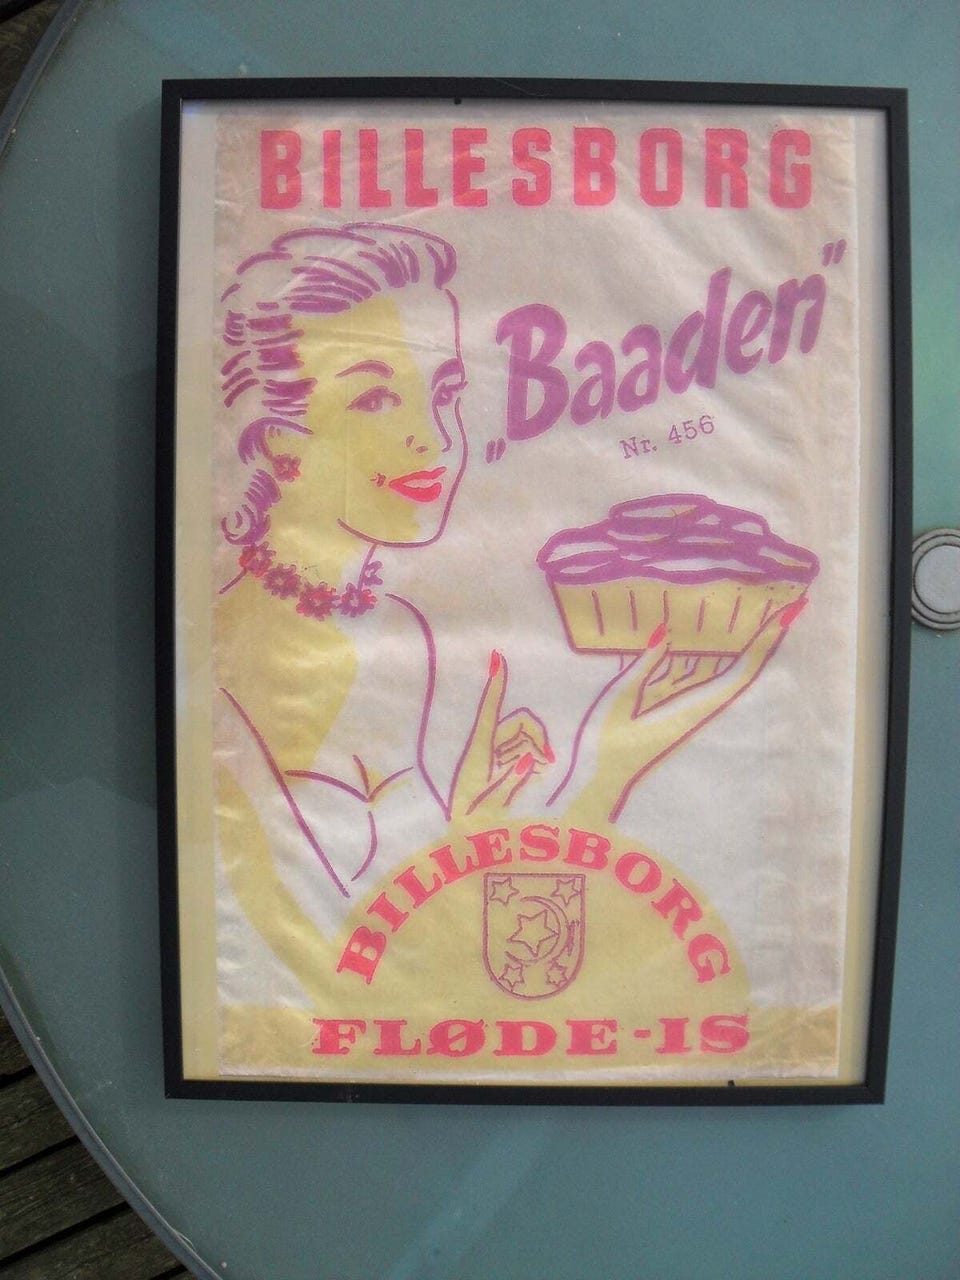 BILLESBORG
„Baaden”
Nr. 456
BILLESBORG
FLØDE-IS